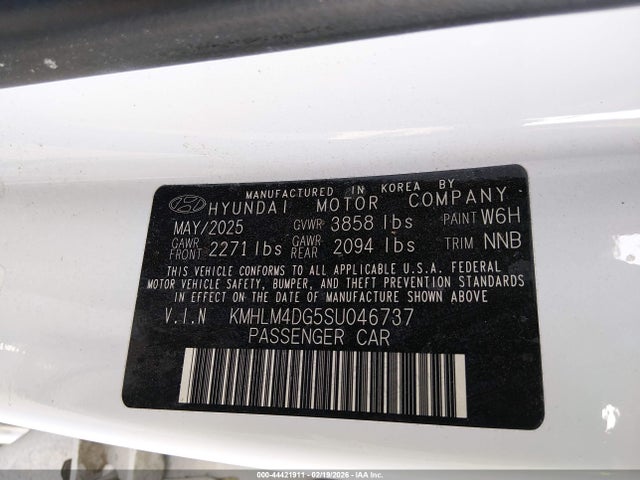 MANUFACTURED IN KOREA BY
HYUNDAI MOTOR COMPANY
MAY/2025 GVWR 3858 lbs PAINT W6H
GAWR FRONT 2271 lbs GAWR REAR 2094 lbs TRIM NNB
THIS VEHICLE CONFORMS TO ALL APPLICABLE U.S.A. FEDERAL
MOTOR VEHICLE SAFETY, BUMPER, AND THEFT PREVENTION STANDARDS
IN EFFECT ON THE DATE OF MANUFACTURE SHOWN ABOVE
V.I.N KMHLM4DG5SU046737
PASSENGER CAR
000-44421911 - 02/19/2026 - IAAI.COM